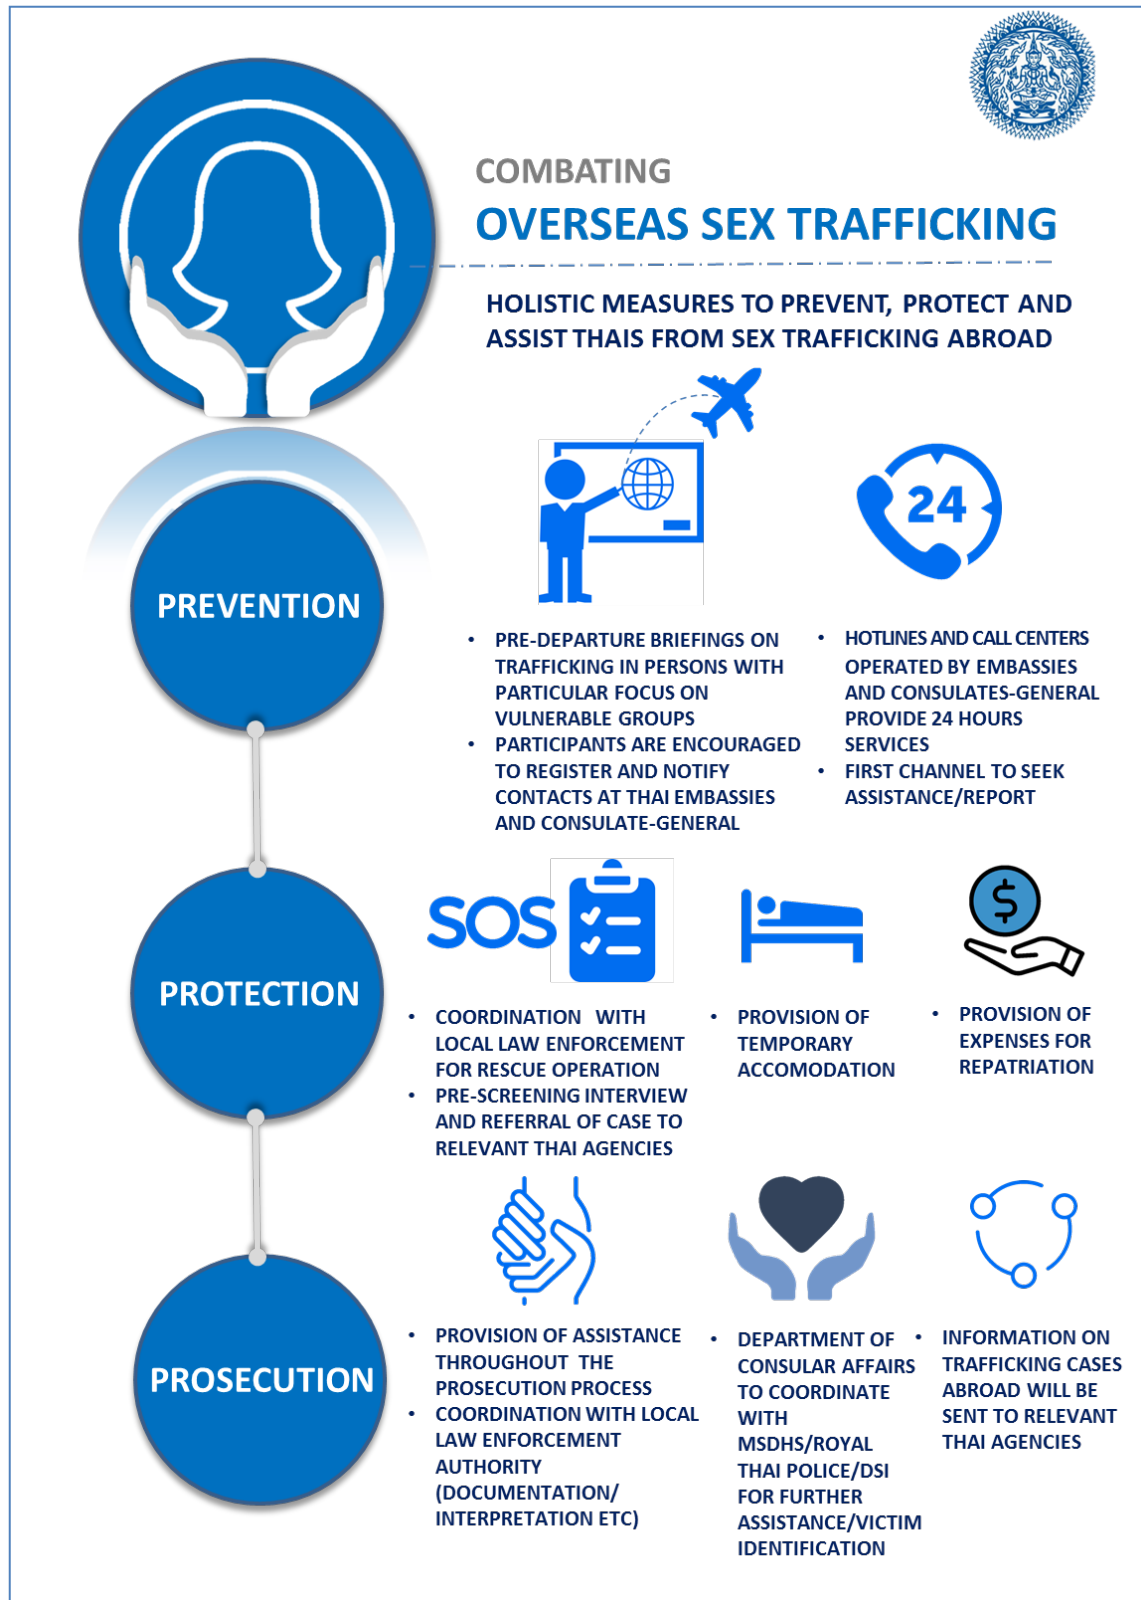 COMBATING
OVERSEAS SEX TRAFFICKING
HOLISTIC MEASURES TO PREVENT, PROTECT AND
ASSIST THAIS FROM SEX TRAFFICKING ABROAD
PREVENTION
24
• PRE-DEPARTURE BRIEFINGS ON
TRAFFICKING IN PERSONS WITH
PARTICULAR FOCUS ON
VULNERABLE GROUPS
• PARTICIPANTS ARE ENCOURAGED
TO REGISTER AND NOTIFY
CONTACTS AT THAI EMBASSIES
AND CONSULATE-GENERAL
• HOTLINES AND CALL CENTERS
OPERATED BY EMBASSIES
AND CONSULATES-GENERAL
PROVIDE 24 HOURS
SERVICES
• FIRST CHANNEL TO SEEK
ASSISTANCE/REPORT
PROTECTION
SOS
$
• COORDINATION WITH
LOCAL LAW ENFORCEMENT
FOR RESCUE OPERATION
• PRE-SCREENING INTERVIEW
AND REFERRAL OF CASE TO
RELEVANT THAI AGENCIES
• PROVISION OF
TEMPORARY
ACCOMODATION
• PROVISION OF
EXPENSES FOR
REPATRIATION
PROSECUTION
• PROVISION OF ASSISTANCE
THROUGHOUT THE
PROSECUTION PROCESS
• COORDINATION WITH LOCAL
LAW ENFORCEMENT
AUTHORITY
(DOCUMENTATION/
INTERPRETATION ETC)
• DEPARTMENT OF
CONSULAR AFFAIRS
TO COORDINATE
WITH
MSDHS/ROYAL
THAI POLICE/DSI
FOR FURTHER
ASSISTANCE/VICTIM
IDENTIFICATION
• INFORMATION ON
TRAFFICKING CASES
ABROAD WILL BE
SENT TO RELEVANT
THAI AGENCIES